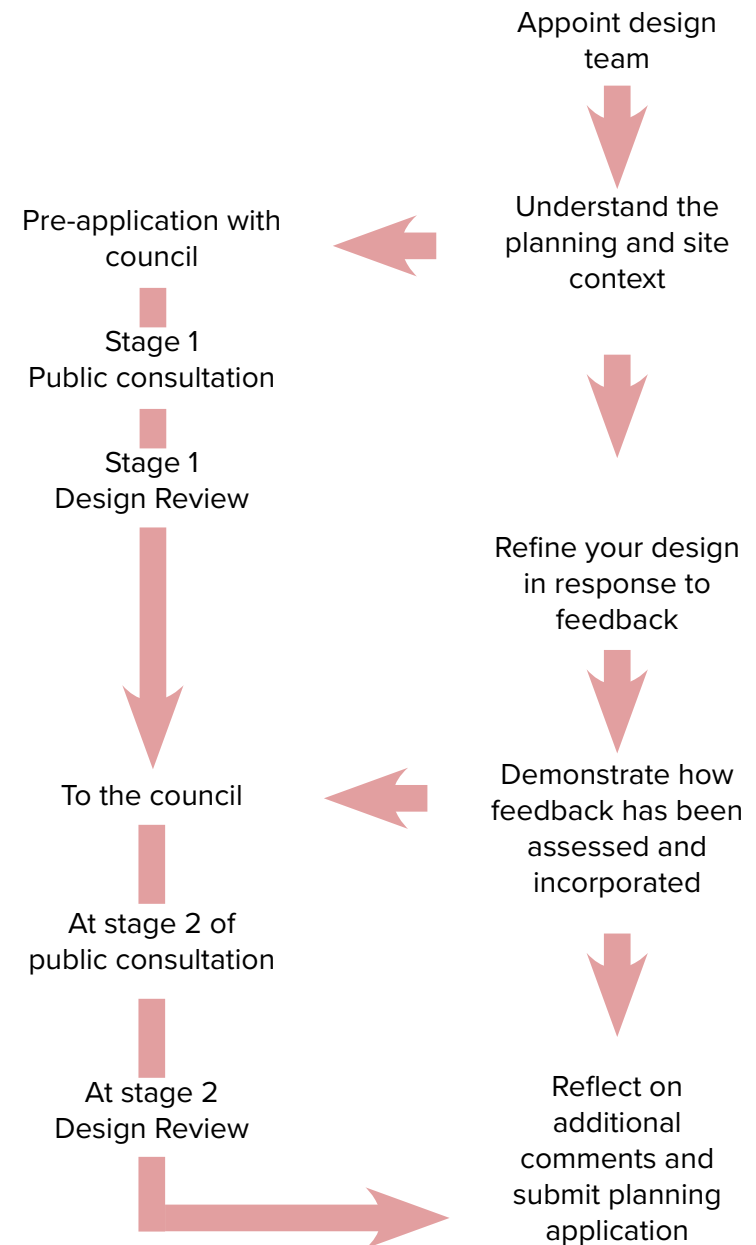 Appoint design
team
Understand the
planning and site
context
Pre-application with
council
Stage 1
Public consultation
Stage 1
Design Review
Refine your design
in response to
feedback
Demonstrate how
feedback has been
assessed and
incorporated
To the council
At stage 2 of
public consultation
At stage 2
Design Review
Reflect on
additional
comments and
submit planning
application